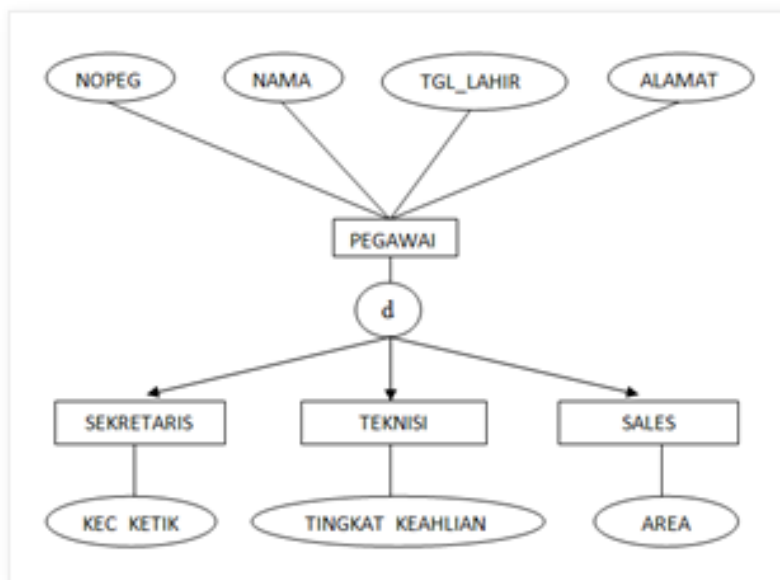 NOPEG
NAMA
TGL_LAHIR
ALAMAT
PEGAWAI
d
SEKRETARIS
TEKNISI
SALES
KEC KETIK
TINGKAT KEAHLIAN
AREA